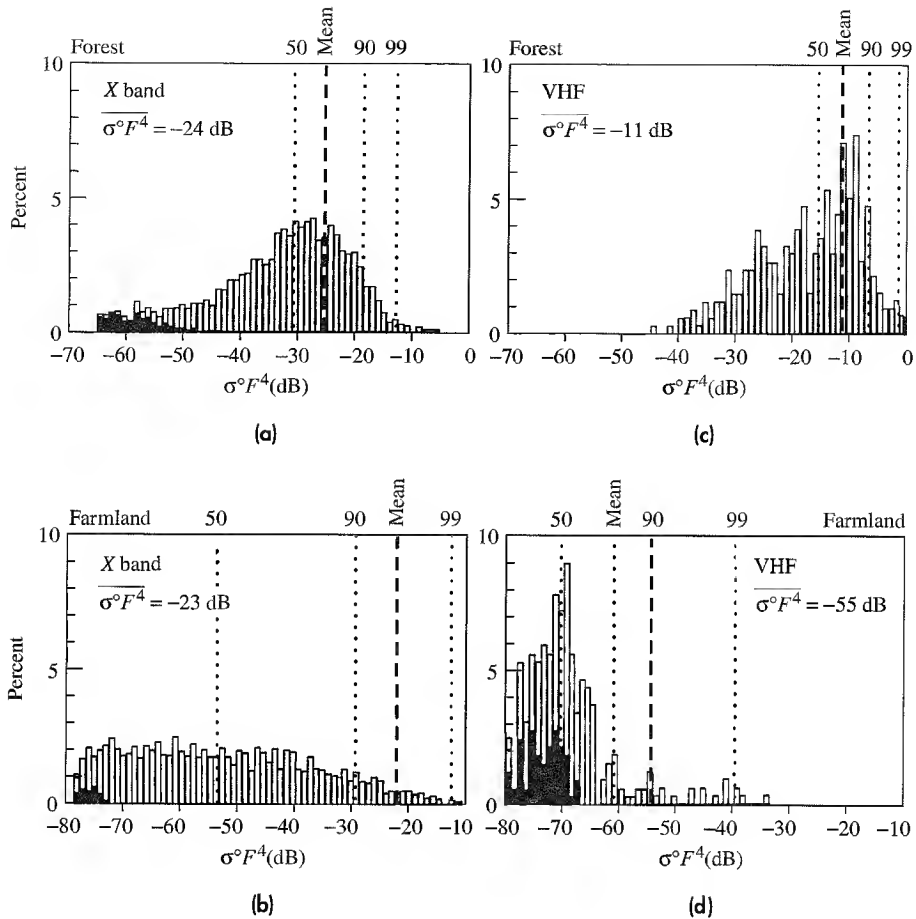 Forest 50 Mean 90 99
10
X band
σ°F⁴ = −24 dB
5
Percent
0
−70 −60 −50 −40 −30 −20 −10 0
σ°F⁴(dB)
(a)
Forest 50 Mean 90 99
10
VHF
σ°F⁴ = −11 dB
5
0
−70 −60 −50 −40 −30 −20 −10 0
σ°F⁴(dB)
(c)
Farmland 50 90 Mean 99
10
X band
σ°F⁴ = −23 dB
5
Percent
0
−80 −70 −60 −50 −40 −30 −20 −10
σ°F⁴(dB)
(b)
50 Mean 90 99 Farmland
10
VHF
σ°F⁴ = −55 dB
5
0
−80 −70 −60 −50 −40 −30 −20 −10
σ°F⁴(dB)
(d)